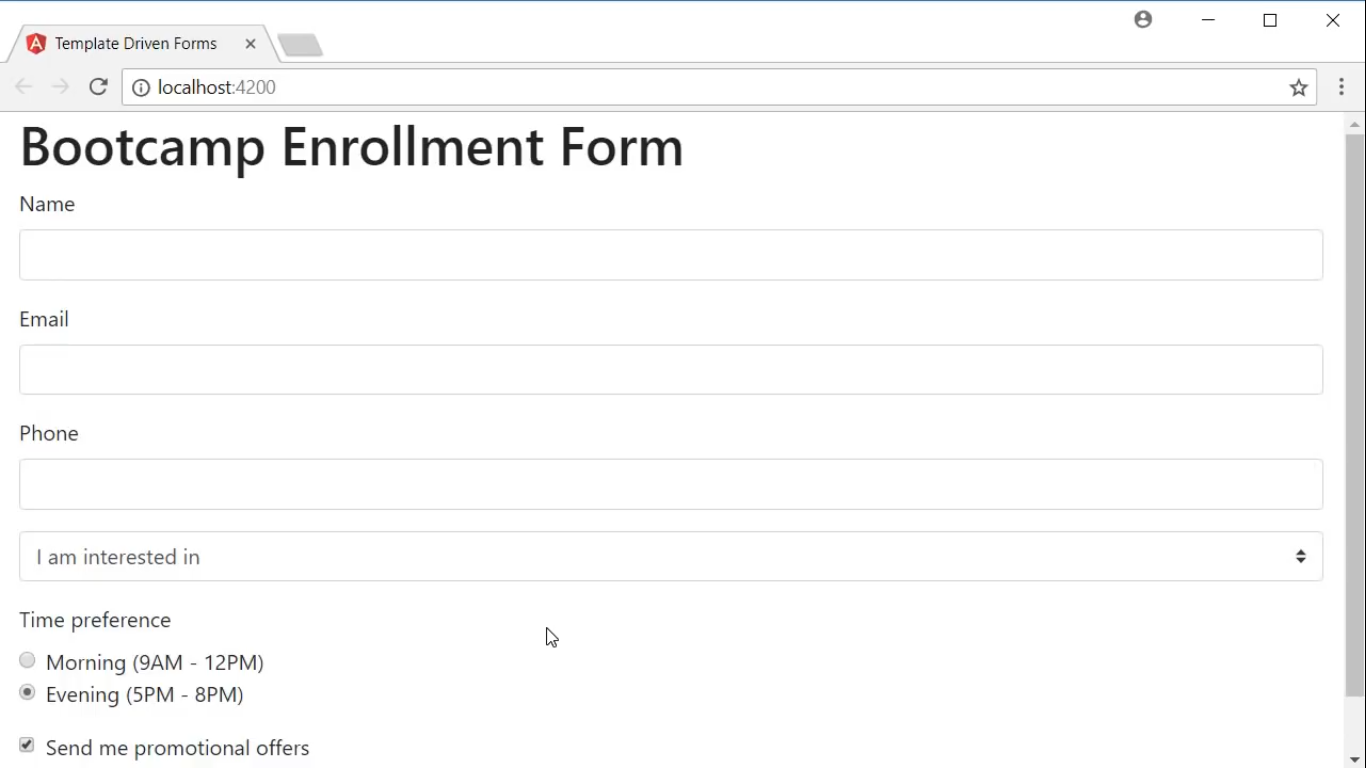 Template Driven Forms
localhost:4200
Bootcamp Enrollment Form
Name
Email
Phone
I am interested in
Time preference
Morning (9AM - 12PM)
Evening (5PM - 8PM)
Send me promotional offers